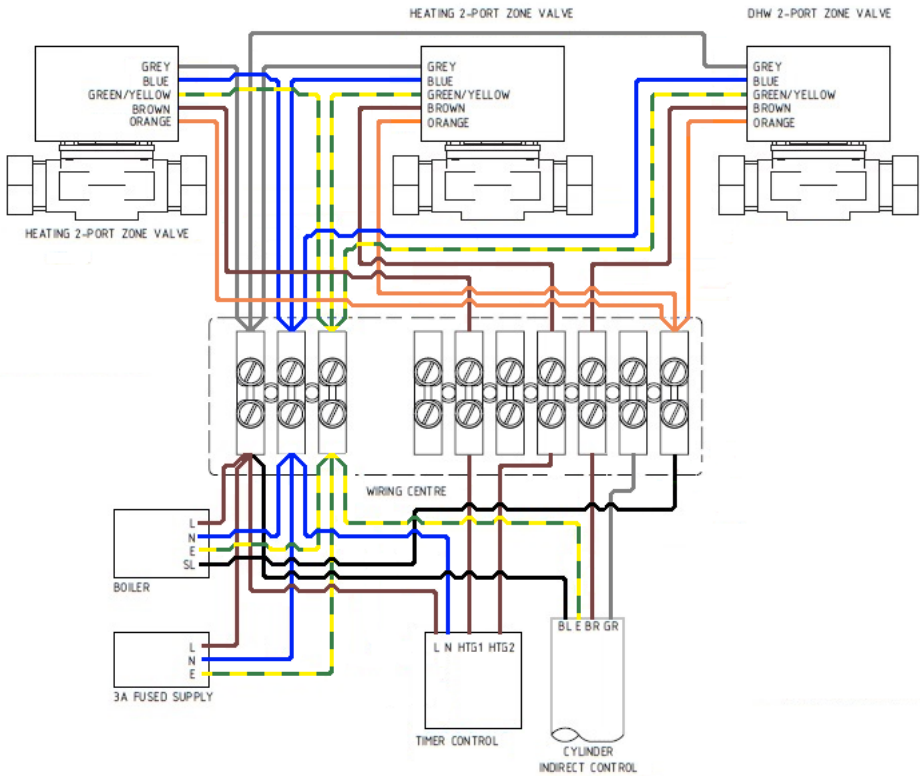 HEATING 2-PORT ZONE VALVE
DHW 2-PORT ZONE VALVE
GREY
BLUE
GREEN/YELLOW
BROWN
ORANGE
GREY
BLUE
GREEN/YELLOW
BROWN
ORANGE
GREY
BLUE
GREEN/YELLOW
BROWN
ORANGE
HEATING 2-PORT ZONE VALVE
WIRING CENTRE
L
N
E
SL
BOILER
L
N
E
3A FUSED SUPPLY
L N HTG1 HTG2
TIMER CONTROL
BL E BR GR
CYLINDER
INDIRECT CONTROL